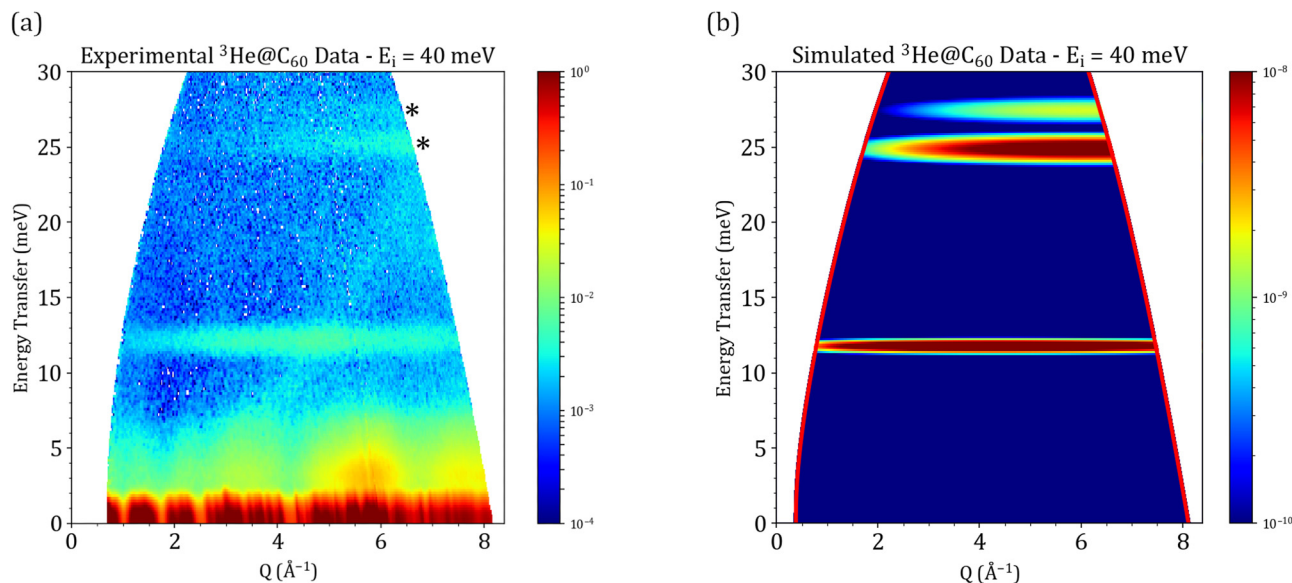 (a)
Experimental ³He@C₆₀ Data - Eᵢ = 40 meV
30
25
20
15
10
5
0
Energy Transfer (meV)
*
*
0 2 4 6 8
Q (Å⁻¹)
10⁰
10⁻¹
10⁻²
10⁻³
10⁻⁴
(b)
Simulated ³He@C₆₀ Data - Eᵢ = 40 meV
30
25
20
15
10
5
0
Energy Transfer (meV)
0 2 4 6 8
Q (Å⁻¹)
10⁻⁸
10⁻⁹
10⁻¹⁰